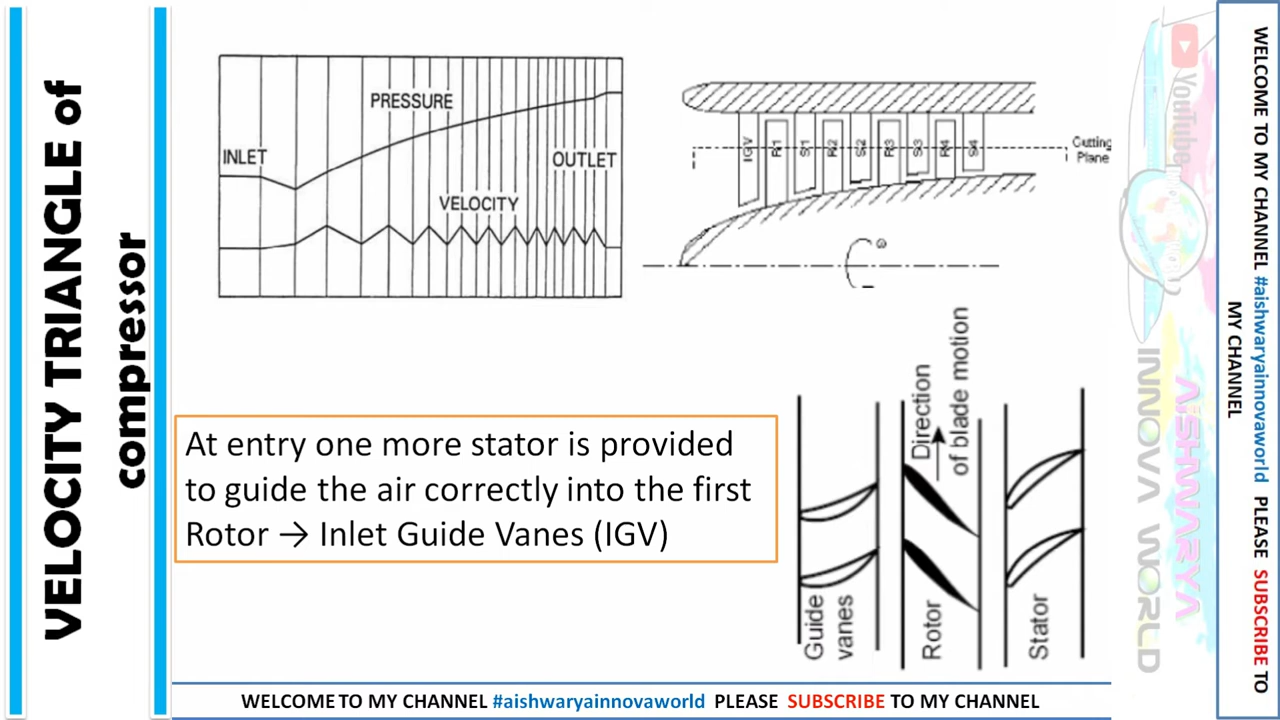 VELOCITY TRIANGLE of
compressor
PRESSURE
INLET
OUTLET
VELOCITY
IGV
R1
S1
R2
S2
R3
S3
R4
S4
Cutting
Plane
ω
At entry one more stator is provided
to guide the air correctly into the first
Rotor → Inlet Guide Vanes (IGV)
Direction
of blade motion
Guide
vanes
Rotor
Stator
YouTube
INNOVA WORLD
AiSHWARYA
WELCOME TO MY CHANNEL #aishwaryainnovaworld PLEASE SUBSCRIBE TO
MY CHANNEL
WELCOME TO MY CHANNEL #aishwaryainnovaworld PLEASE SUBSCRIBE TO MY CHANNEL